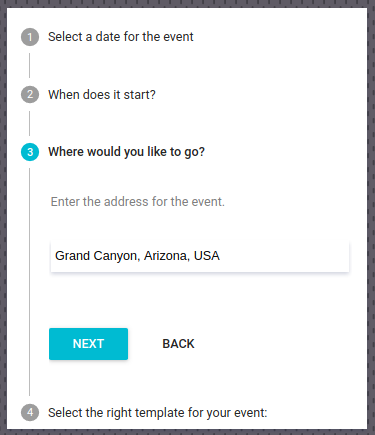 1 Select a date for the event
2 When does it start?
3 Where would you like to go?
Enter the address for the event.
Grand Canyon, Arizona, USA
NEXT BACK
4 Select the right template for your event: